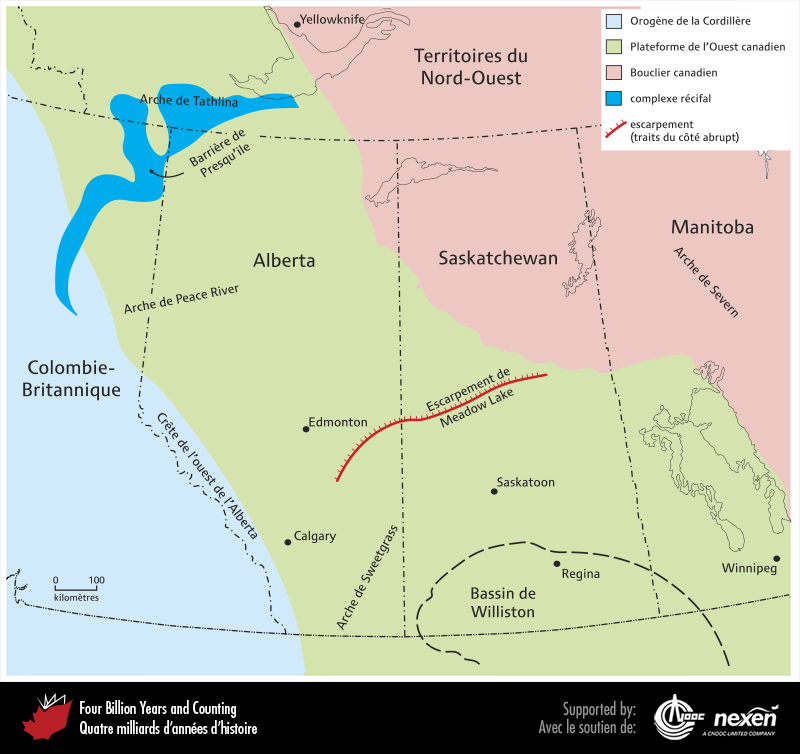 Yellowknife
Territoires du
Nord-Ouest
Orogène de la Cordillère
Plateforme de l'Ouest canadien
Bouclier canadien
complexe récifal
escarpement
(traits du côté abrupt)
Arche de Tathlina
Barrière de
Presqu'île
Alberta
Saskatchewan
Manitoba
Arche de Severn
Arche de Peace River
Colombie-
Britannique
Escarpement de
Meadow Lake
Edmonton
Crête de l'ouest de l'Alberta
Saskatoon
Calgary
Arche de Sweetgrass
Winnipeg
Regina
Bassin de
Williston
0 100
kilomètres
Four Billion Years and Counting
Quatre milliards d'années d'histoire
Supported by:
Avec le soutien de:
CNOOC
nexen
A CNOOC LIMITED COMPANY